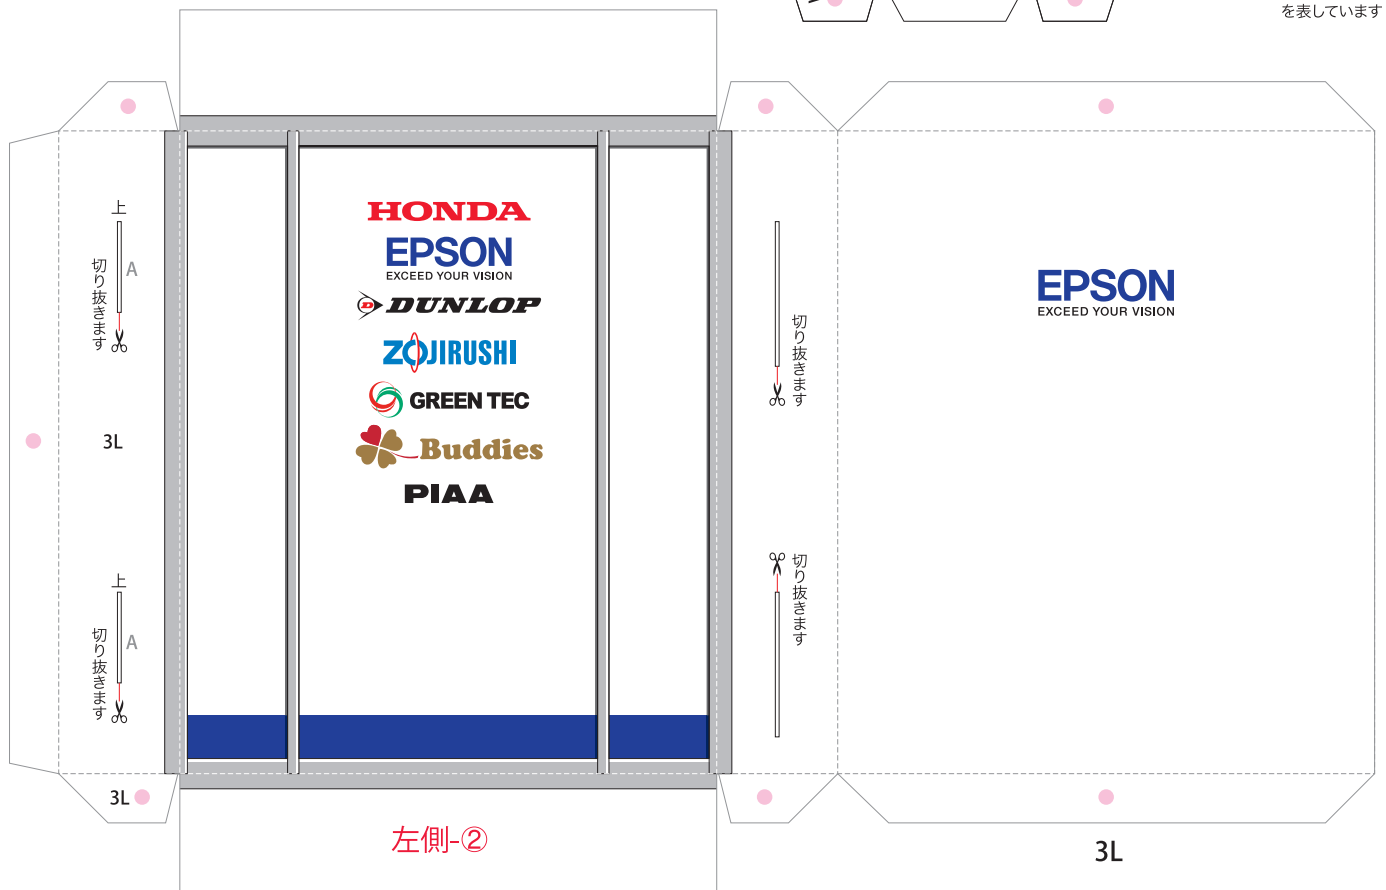 を表しています
上
A
切り抜きます
3L
上
A
切り抜きます
3L
HONDA
EPSON
EXCEED YOUR VISION
D DUNLOP
ZOJIRUSHI
GREEN TEC
Buddies
PIAA
左側-②
切り抜きます
切り抜きます
EPSON
EXCEED YOUR VISION
3L